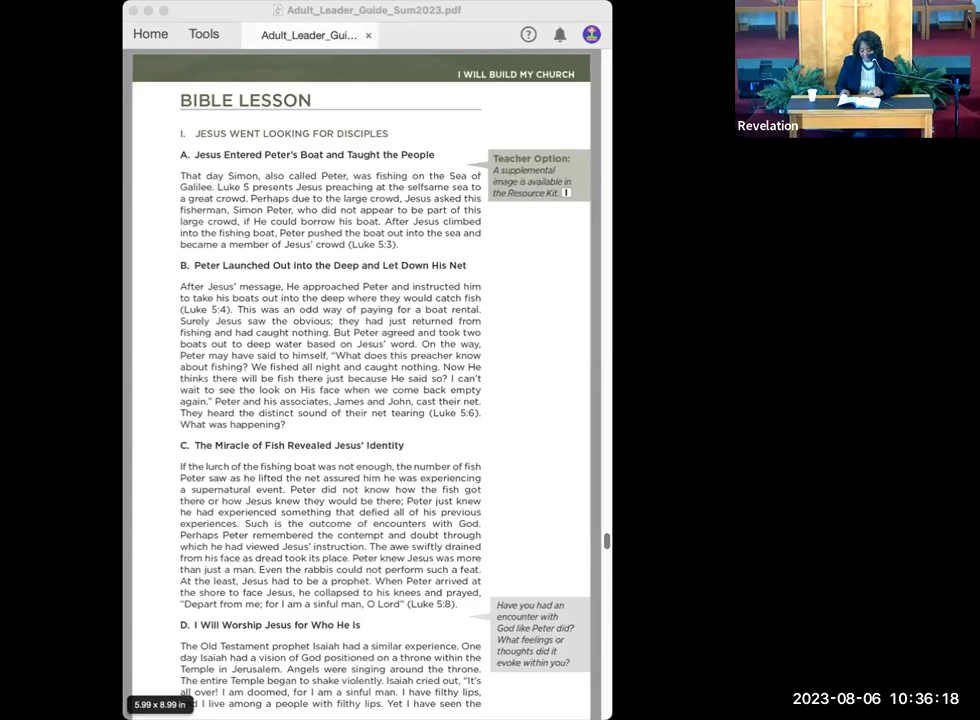 Adult_Leader_Guide_Sum2023.pdf
Home Tools Adult_Leader_Gui... × ?
I WILL BUILD MY CHURCH
BIBLE LESSON
I. JESUS WENT LOOKING FOR DISCIPLES
A. Jesus Entered Peter's Boat and Taught the People
That day Simon, also called Peter, was fishing on the Sea of
Galilee. Luke 5 presents Jesus preaching at the selfsame sea to
a great crowd. Perhaps due to the large crowd, Jesus asked this
fisherman, Simon Peter, who did not appear to be part of this
large crowd, if He could borrow his boat. After Jesus climbed
into the fishing boat, Peter pushed the boat out into the sea and
became a member of Jesus' crowd (Luke 5:3).
Teacher Option:
A supplemental
image is available in
the Resource Kit. I
B. Peter Launched Out into the Deep and Let Down His Net
After Jesus' message, He approached Peter and instructed him
to take his boats out into the deep where they would catch fish
(Luke 5:4). This was an odd way of paying for a boat rental.
Surely Jesus saw the obvious; they had just returned from
fishing and had caught nothing. But Peter agreed and took two
boats out to deep water based on Jesus' word. On the way,
Peter may have said to himself, "What does this preacher know
about fishing? We fished all night and caught nothing. Now He
thinks there will be fish there just because He said so? I can't
wait to see the look on His face when we come back empty
again." Peter and his associates, James and John, cast their net.
They heard the distinct sound of their net tearing (Luke 5:6).
What was happening?
C. The Miracle of Fish Revealed Jesus' Identity
If the lurch of the fishing boat was not enough, the number of fish
Peter saw as he lifted the net assured him he was experiencing
a supernatural event. Peter did not know how the fish got
there or how Jesus knew they would be there; Peter just knew
he had experienced something that defied all of his previous
experiences. Such is the outcome of encounters with God.
Perhaps Peter remembered the contempt and doubt through
which he had viewed Jesus' instruction. The awe swiftly drained
from his face as dread took its place. Peter knew Jesus was more
than just a man. Even the rabbis could not perform such a feat.
At the least, Jesus had to be a prophet. When Peter arrived at
the shore to face Jesus, he collapsed to his knees and prayed,
"Depart from me; for I am a sinful man, O Lord" (Luke 5:8).
Have you had an
encounter with
God like Peter did?
What feelings or
thoughts did it
evoke within you?
D. I Will Worship Jesus for Who He Is
The Old Testament prophet Isaiah had a similar experience. One
day Isaiah had a vision of God positioned on a throne within the
Temple in Jerusalem. Angels were singing around the throne.
The entire Temple began to shake violently. Isaiah cried out, "It's
all over! I am doomed, for I am a sinful man. I have filthy lips,
I live among a people with filthy lips. Yet I have seen the
5.99 x 8.99 in
Revelation
2023-08-06 10:36:18